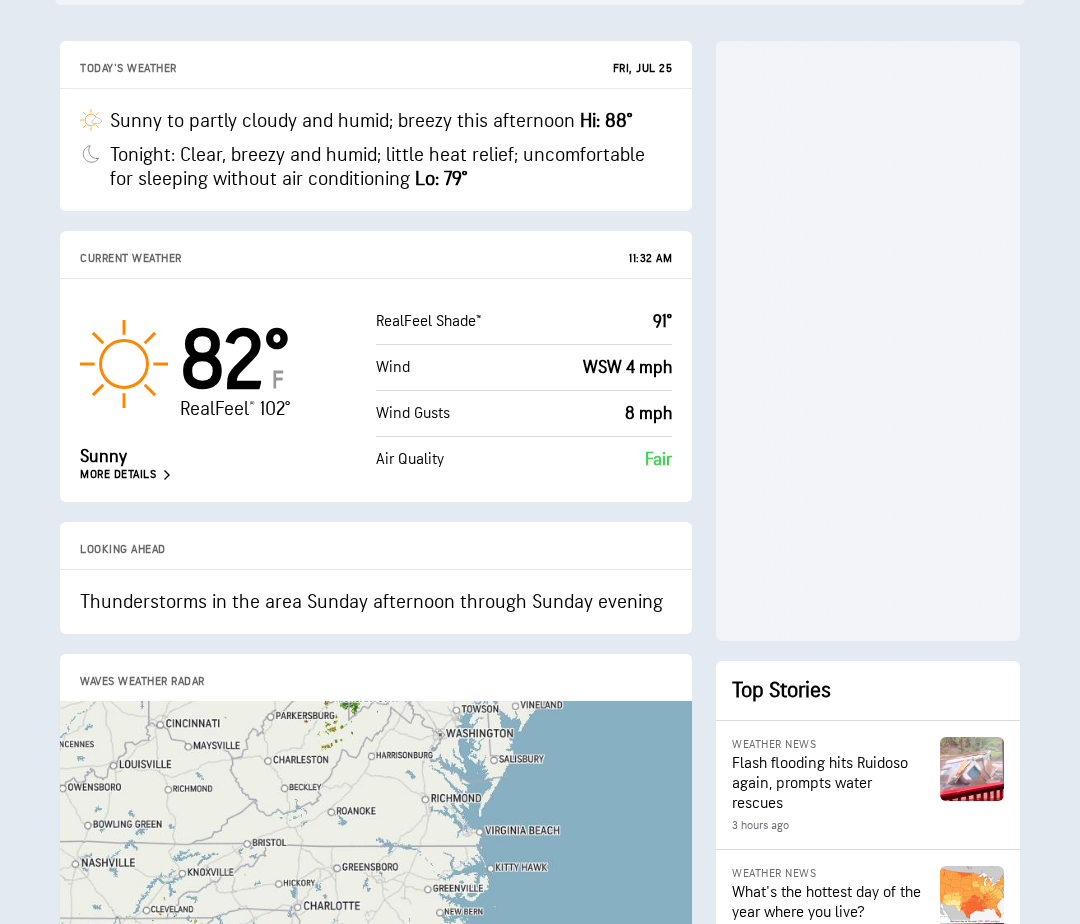 TODAY'S WEATHER
FRI, JUL 25
Sunny to partly cloudy and humid; breezy this afternoon Hi: 88°
Tonight: Clear, breezy and humid; little heat relief; uncomfortable
for sleeping without air conditioning Lo: 79°
CURRENT WEATHER
11:32 AM
82°
F
RealFeel® 102°
Sunny
MORE DETAILS
RealFeel Shade™
91°
Wind
WSW 4 mph
Wind Gusts
8 mph
Air Quality
Fair
LOOKING AHEAD
Thunderstorms in the area Sunday afternoon through Sunday evening
WAVES WEATHER RADAR
TOWSON
VINELAND
PARKERSBURG
CINCINNATI
WASHINGTON
NCENNES
MAYSVILLE
HARRISONBURG
CHARLESTON
SALISBURY
LOUISVILLE
OWENSBORO
RICHMOND
BECKLEY
RICHMOND
ROANOKE
BOWLING GREEN
VIRGINIA BEACH
BRISTOL
NASHVILLE
KNOXVILLE
GREENSBORO
KITTY HAWK
HICKORY
GREENVILLE
CLEVELAND
CHARLOTTE
NEW BERN
Top Stories
WEATHER NEWS
Flash flooding hits Ruidoso
again, prompts water
rescues
3 hours ago
WEATHER NEWS
What's the hottest day of the
year where you live?